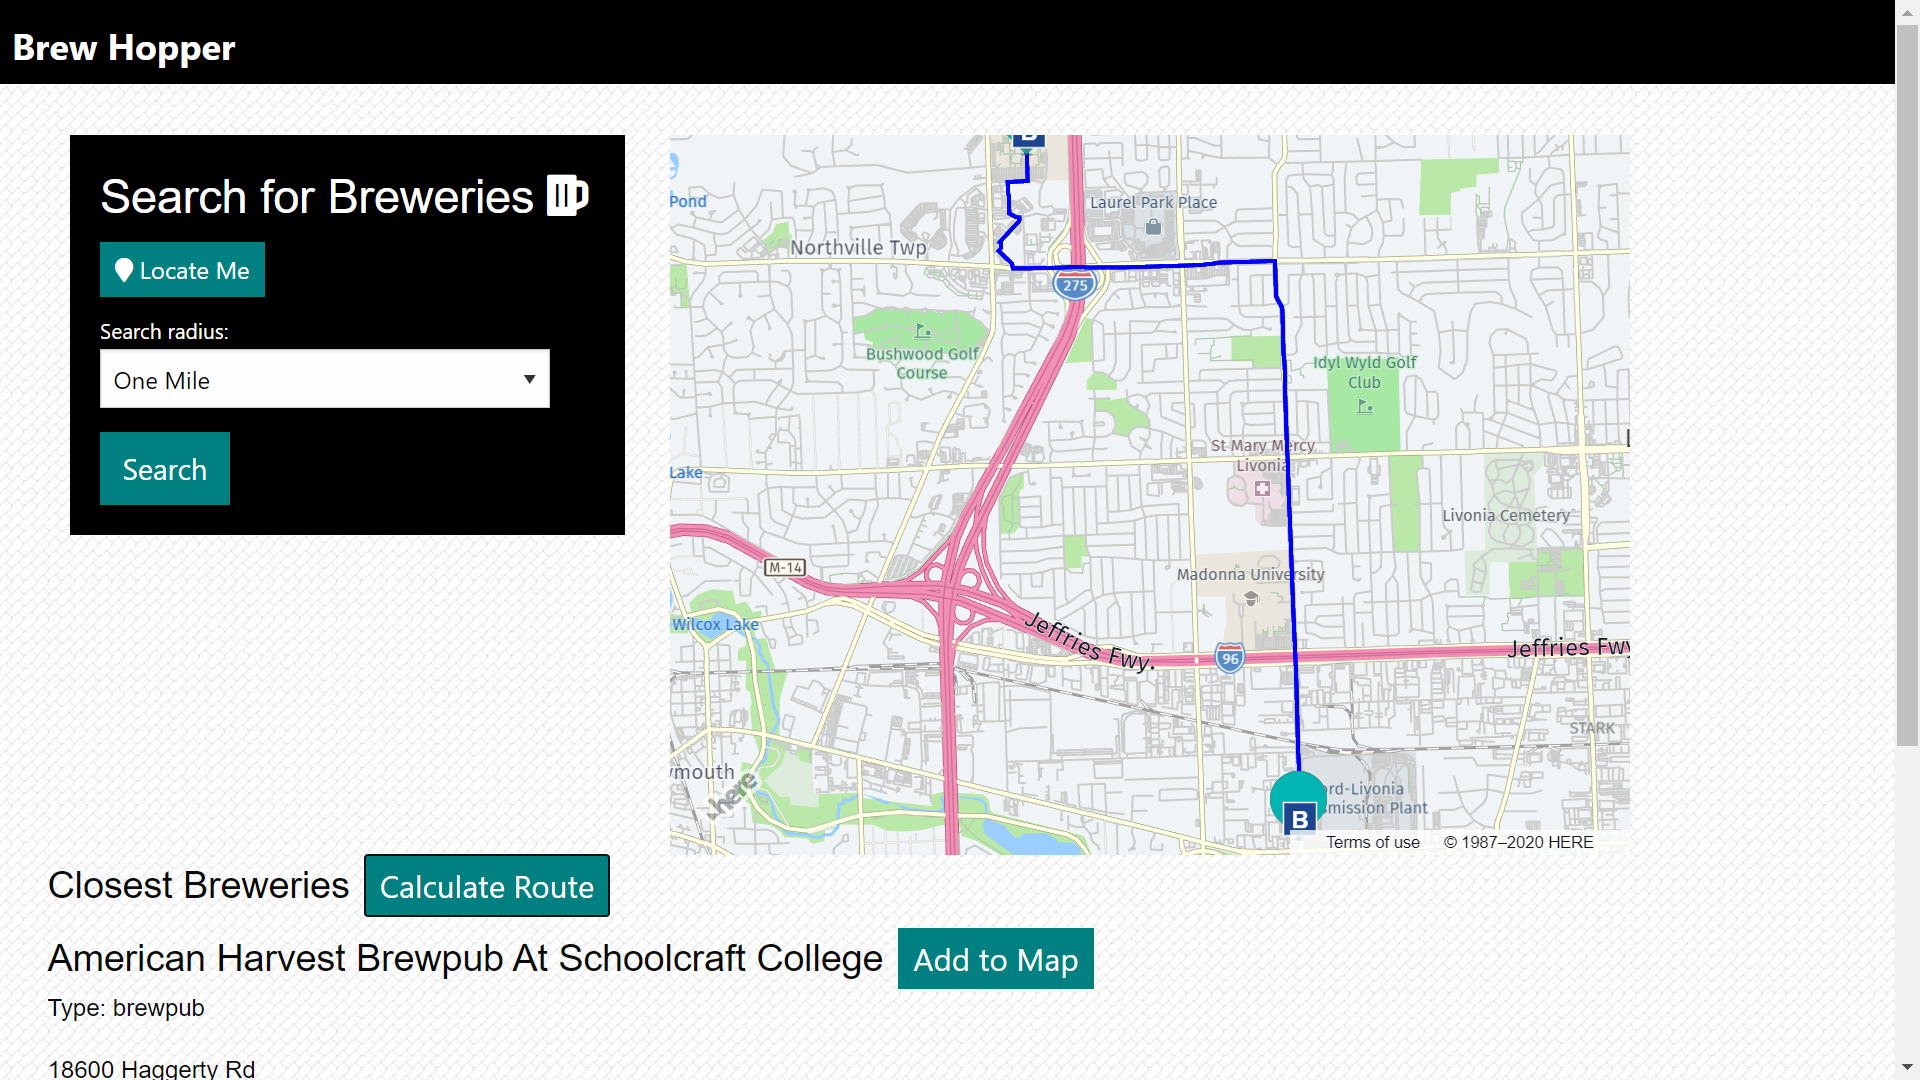 Brew Hopper
Search for Breweries
Locate Me
Search radius:
One Mile
Search
B
Pond
Laurel Park Place
Northville Twp
275
Bushwood Golf
Course
Idyl Wyld Golf
Club
St Mary Mercy
Livonia
Lake
Livonia Cemetery
M-14
Madonna University
Wilcox Lake
Jeffries Fwy.
96
Jeffries Fwy
STARK
ymouth
here
ord-Livonia
mission Plant
B
Terms of use © 1987–2020 HERE
Closest Breweries Calculate Route
American Harvest Brewpub At Schoolcraft College Add to Map
Type: brewpub
18600 Haggerty Rd